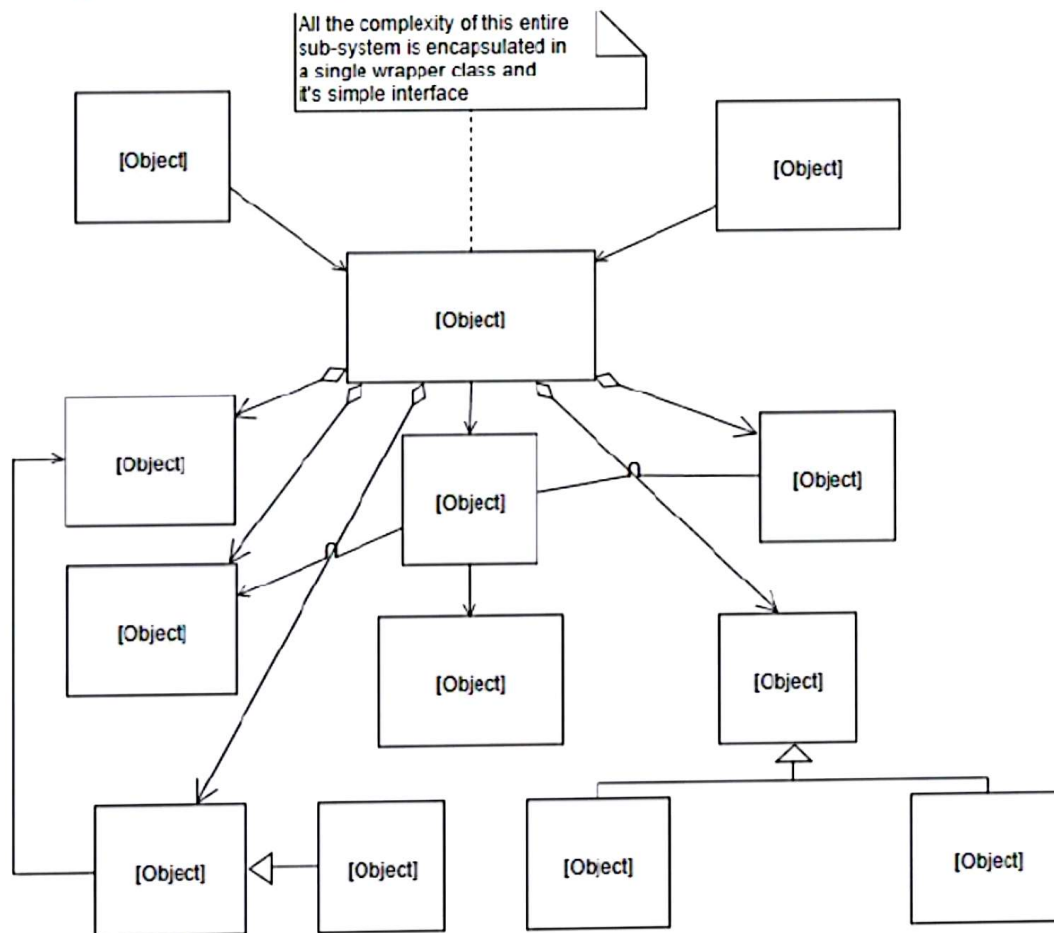 All the complexity of this entire
sub-system is encapsulated in
a single wrapper class and
it's simple interface
[Object]
[Object]
[Object]
[Object]
[Object]
[Object]
[Object]
[Object]
[Object]
[Object]
[Object]
[Object]
[Object]